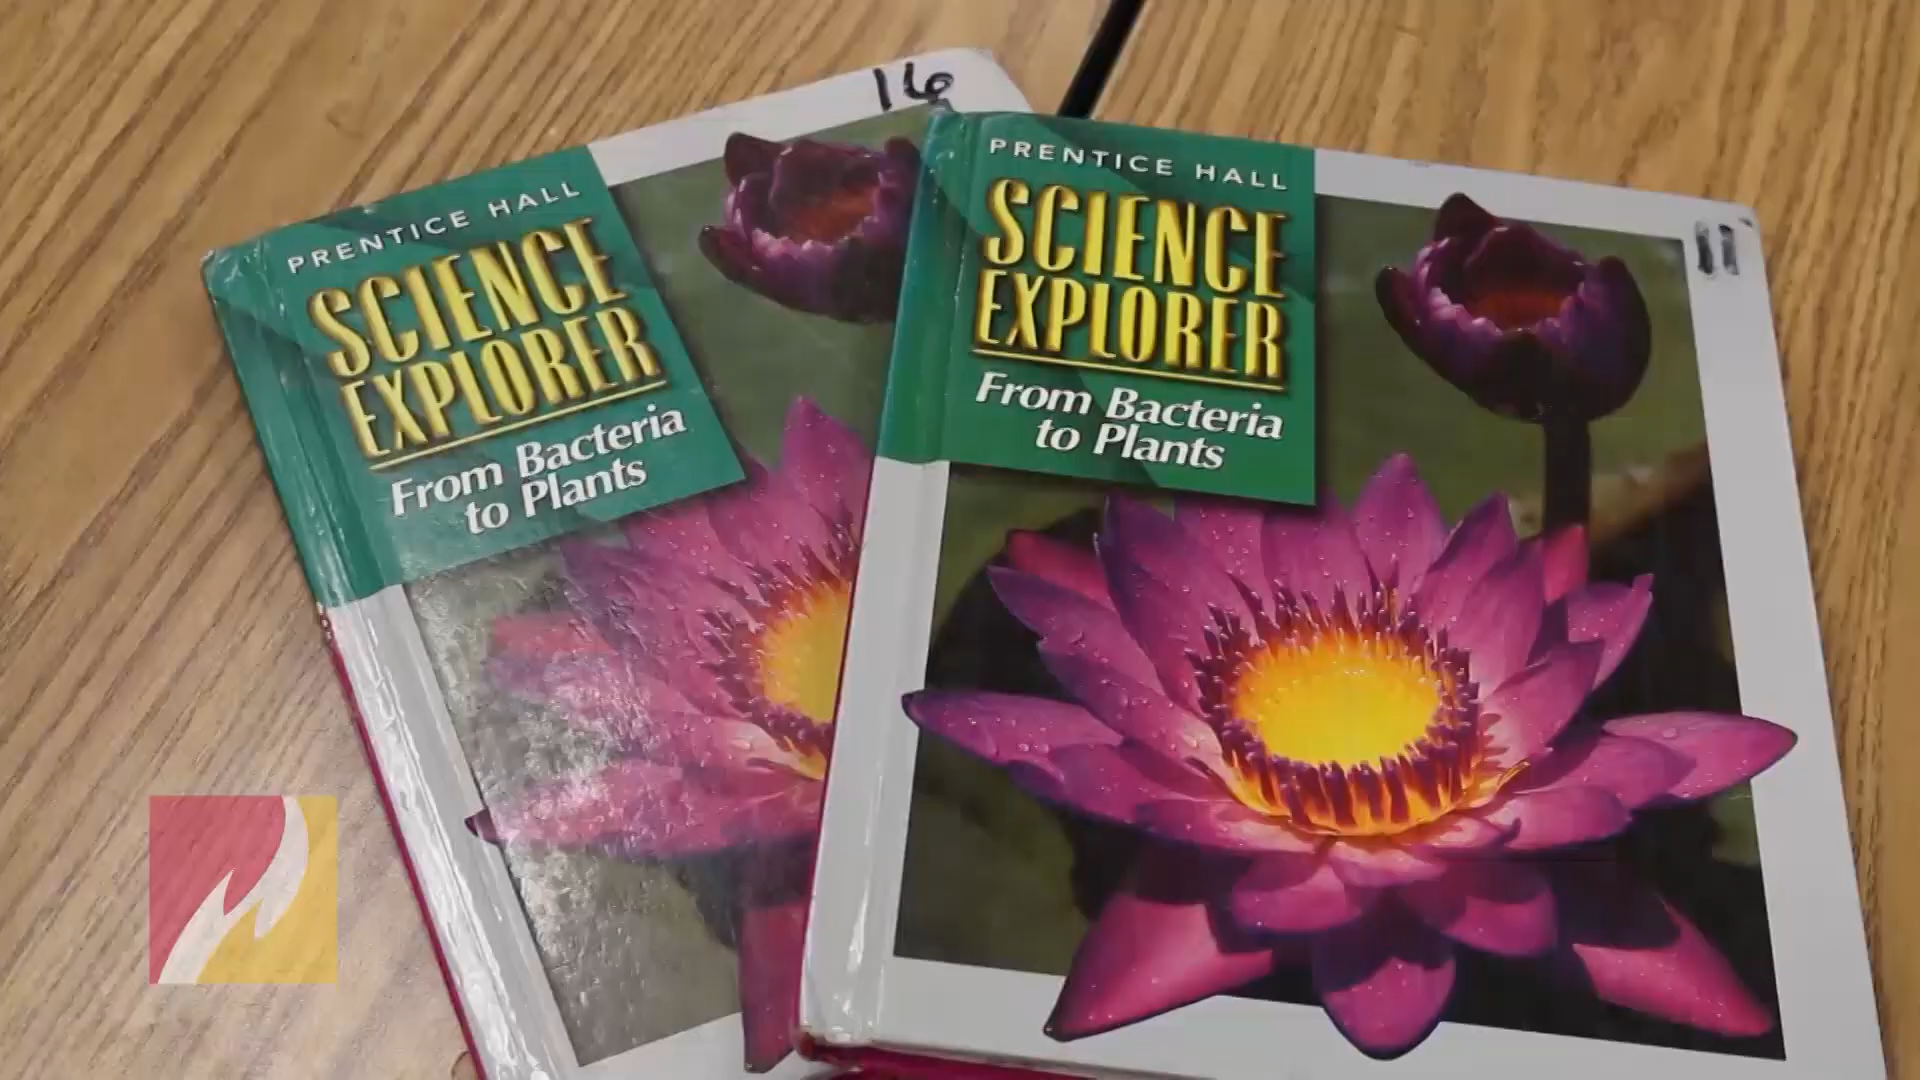 16
PRENTICE HALL
SCIENCE
EXPLORER
From Bacteria
to Plants
PRENTICE HALL
SCIENCE
EXPLORER
From Bacteria
to Plants
11